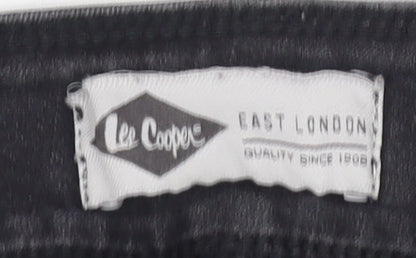 Lee Cooper
EAST LONDON
QUALITY SINCE 1908